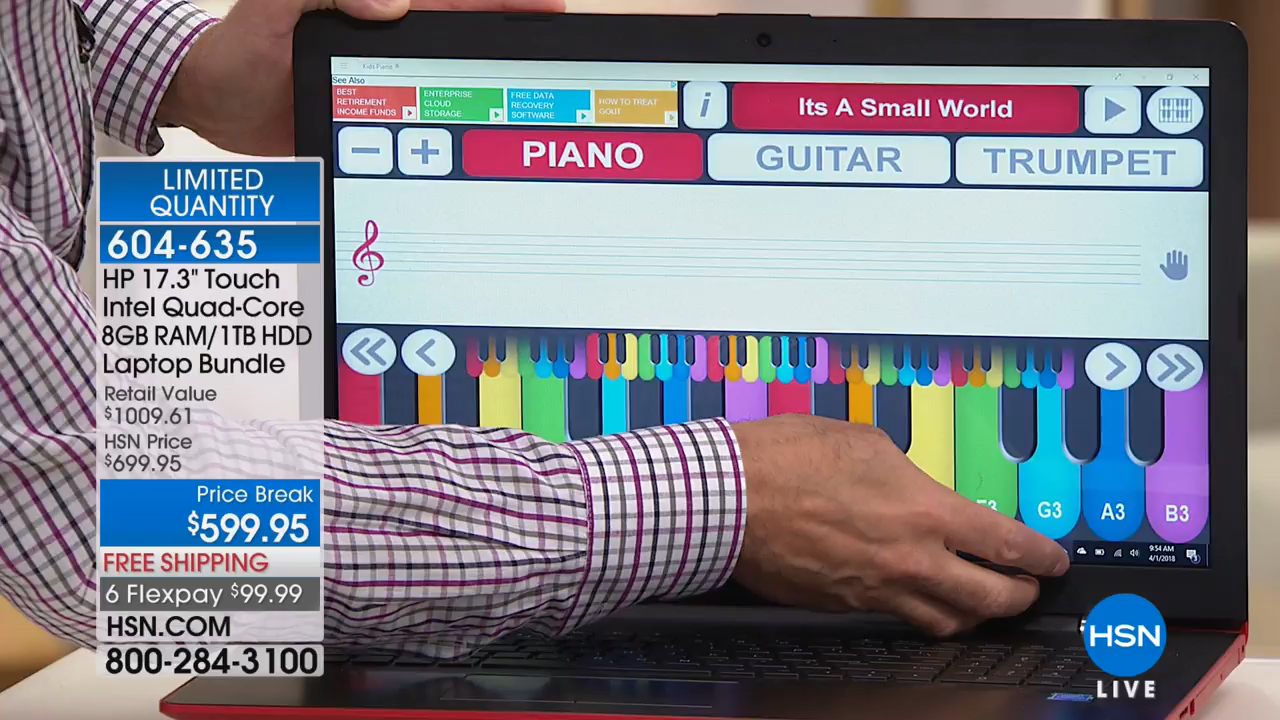 LIMITED
QUANTITY
604-635
HP 17.3" Touch
Intel Quad-Core
8GB RAM/1TB HDD
Laptop Bundle
Retail Value
$1009.61
HSN Price
$699.95
Price Break
$599.95
FREE SHIPPING
6 Flexpay $99.99
HSN.COM
800-284-3100
Kids Piano
See Also
BEST
RETIREMENT
INCOME FUNDS
ENTERPRISE
CLOUD
STORAGE
FREE DATA
RECOVERY
SOFTWARE
HOW TO TREAT
GOUT
i
Its A Small World
PIANO
GUITAR
TRUMPET
G3
A3
B3
9:54 AM
4/1/2018
HSN
LIVE